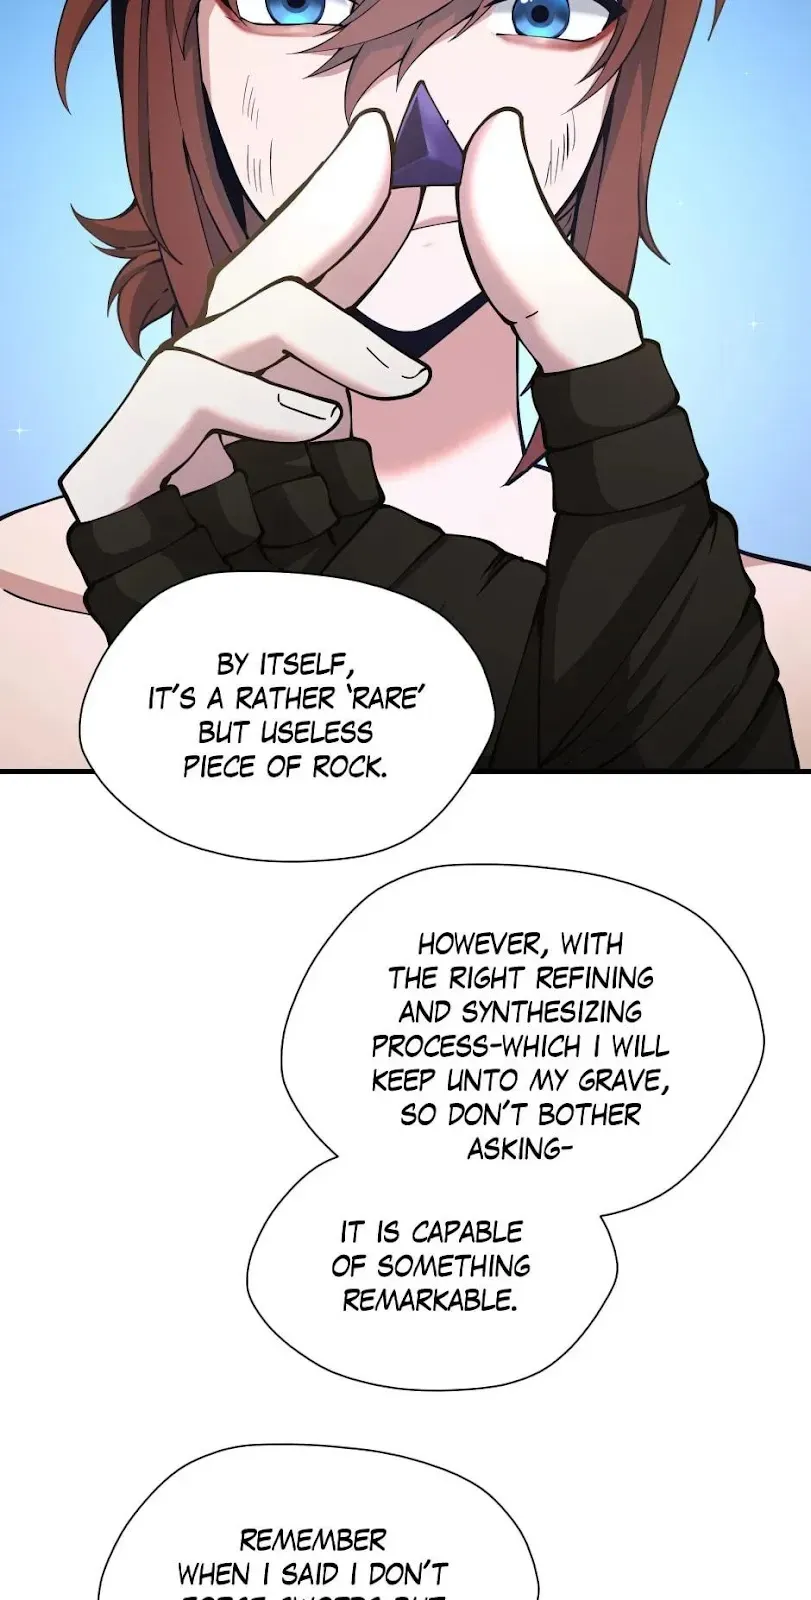 BY ITSELF,
IT'S A RATHER 'RARE'
BUT USELESS
PIECE OF ROCK.
HOWEVER, WITH
THE RIGHT REFINING
AND SYNTHESIZING
PROCESS-WHICH I WILL
KEEP UNTO MY GRAVE,
SO DON'T BOTHER
ASKING-
IT IS CAPABLE
OF SOMETHING
REMARKABLE.
REMEMBER
WHEN I SAID I DON'T